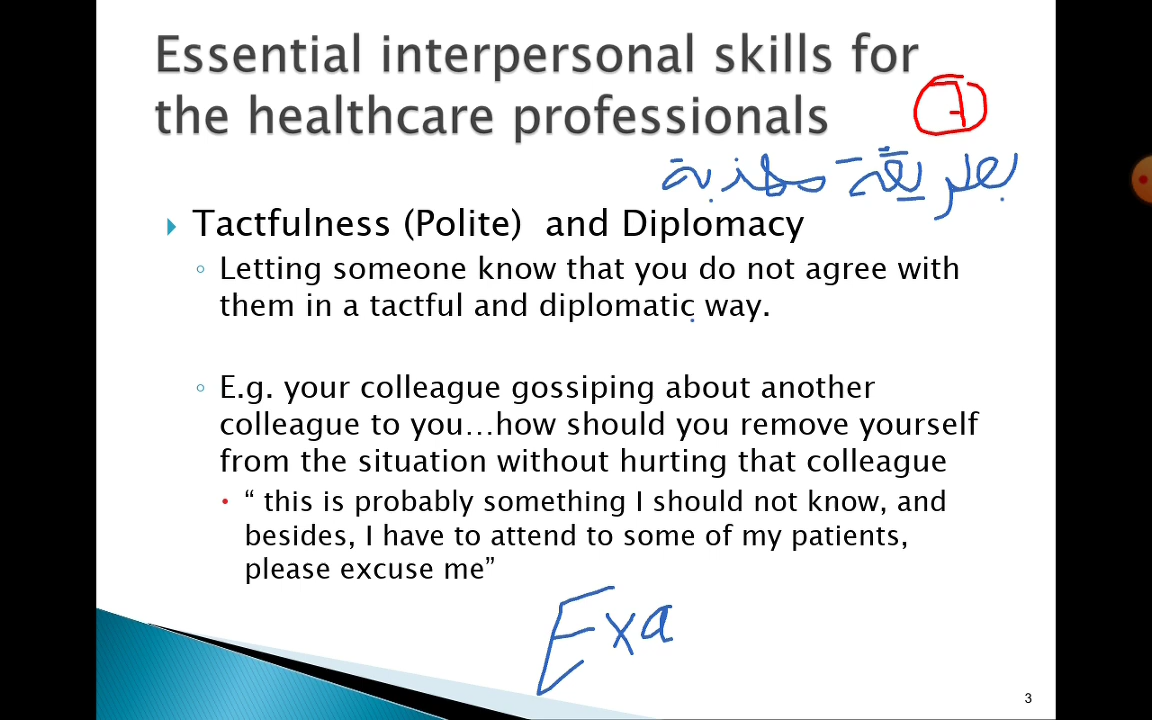 Essential interpersonal skills for
the healthcare professionals
7
بطريقة مهذبة
Tactfulness (Polite)  and Diplomacy
Letting someone know that you do not agree with
them in a tactful and diplomatic way.
E.g. your colleague gossiping about another
colleague to you…how should you remove yourself
from the situation without hurting that colleague
“ this is probably something I should not know, and
besides, I have to attend to some of my patients,
please excuse me”
Exa
3